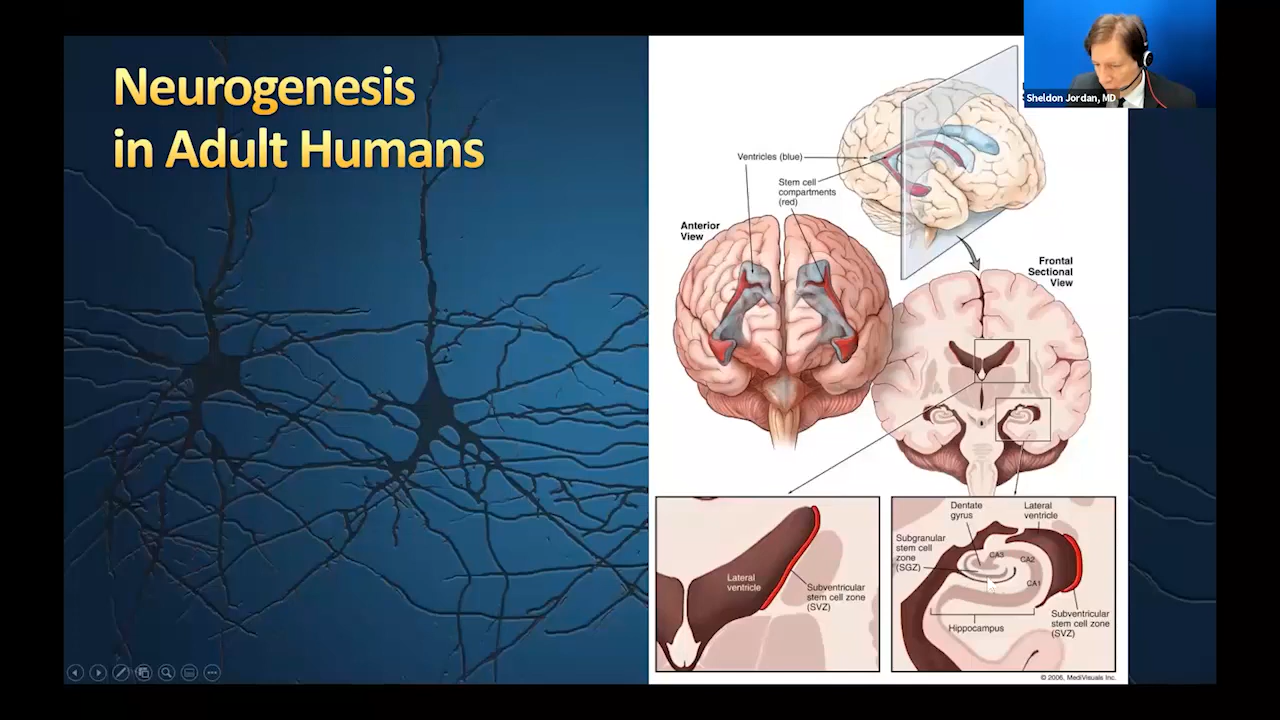 Neurogenesis
in Adult Humans
Sheldon Jordan, MD
Ventricles (blue)
Stem cell
compartments
(red)
Anterior
View
Frontal
Sectional
View
Lateral
ventricle
Subventricular
stem cell zone
(SVZ)
Dentate
gyrus
Lateral
ventricle
Subgranular
stem cell
zone
(SGZ)
CA3
CA2
CA1
Hippocampus
Subventricular
stem cell zone
(SVZ)
© 2006, MediVisuals Inc.